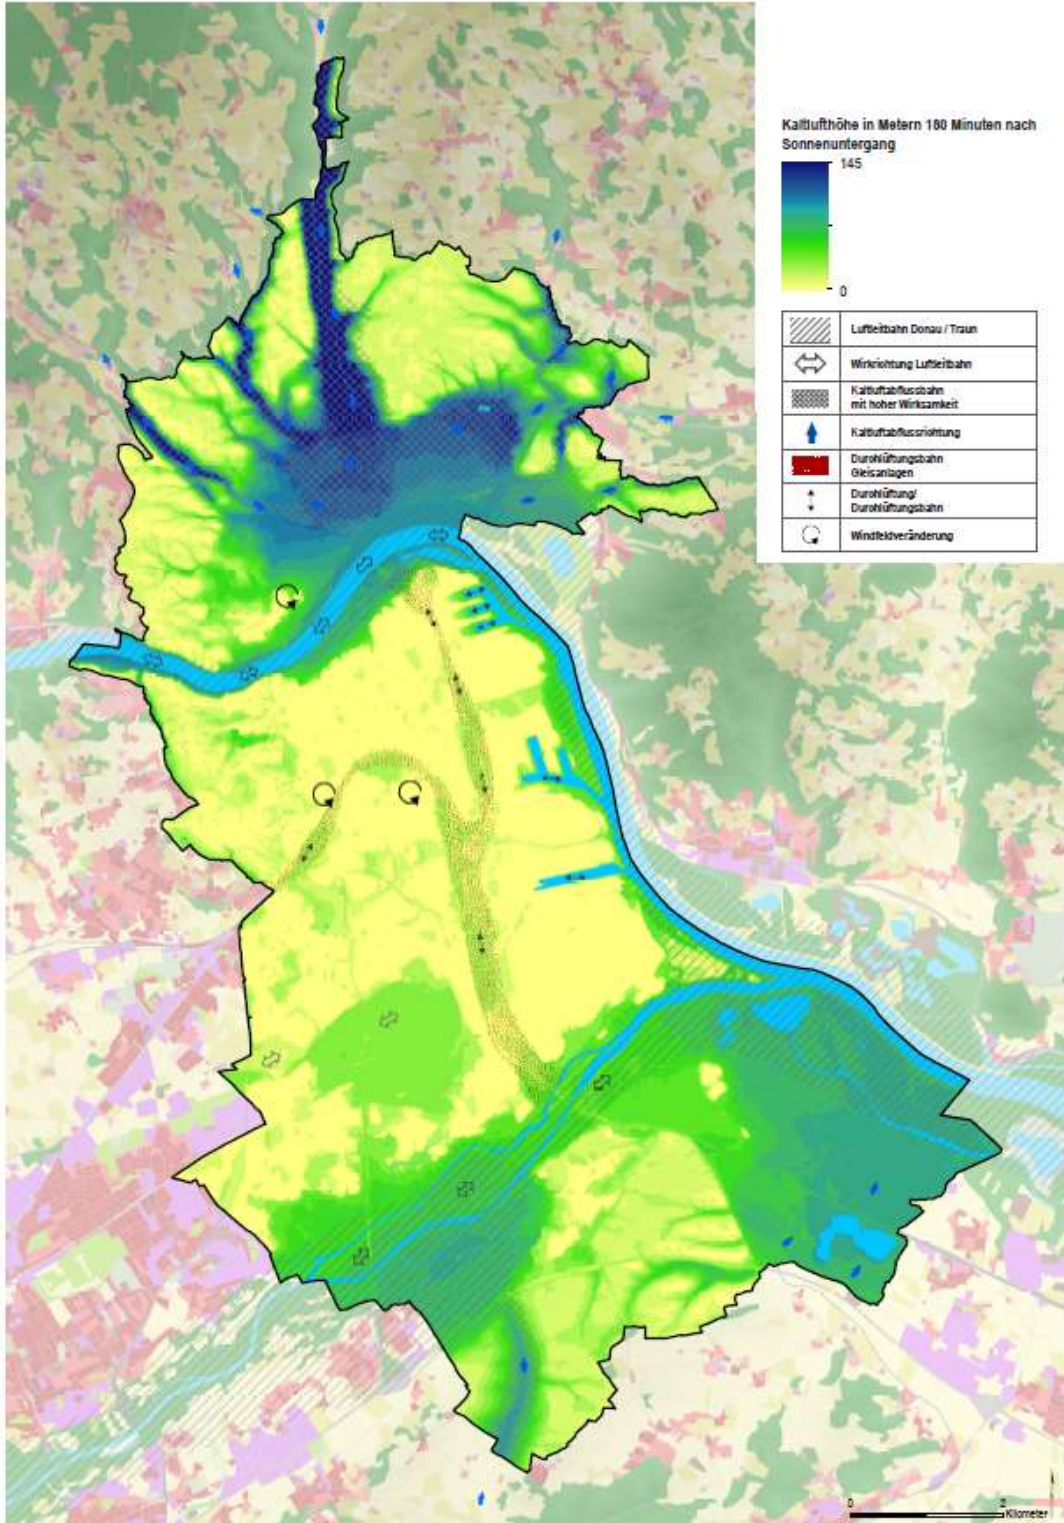 Kaltlufthöhe in Metern 180 Minuten nach
Sonnenuntergang
145
0
Luftleitbahn Donau / Traun
Wirkrichtung Luftleitbahn
Kaltluftabflussbahn
mit hoher Wirksamkeit
Kaltluftabflussrichtung
Durchlüftungsbahn
Gleisanlagen
Durchlüftung/
Durchlüftungsbahn
Windfeldveränderung
0 2
Kilometer